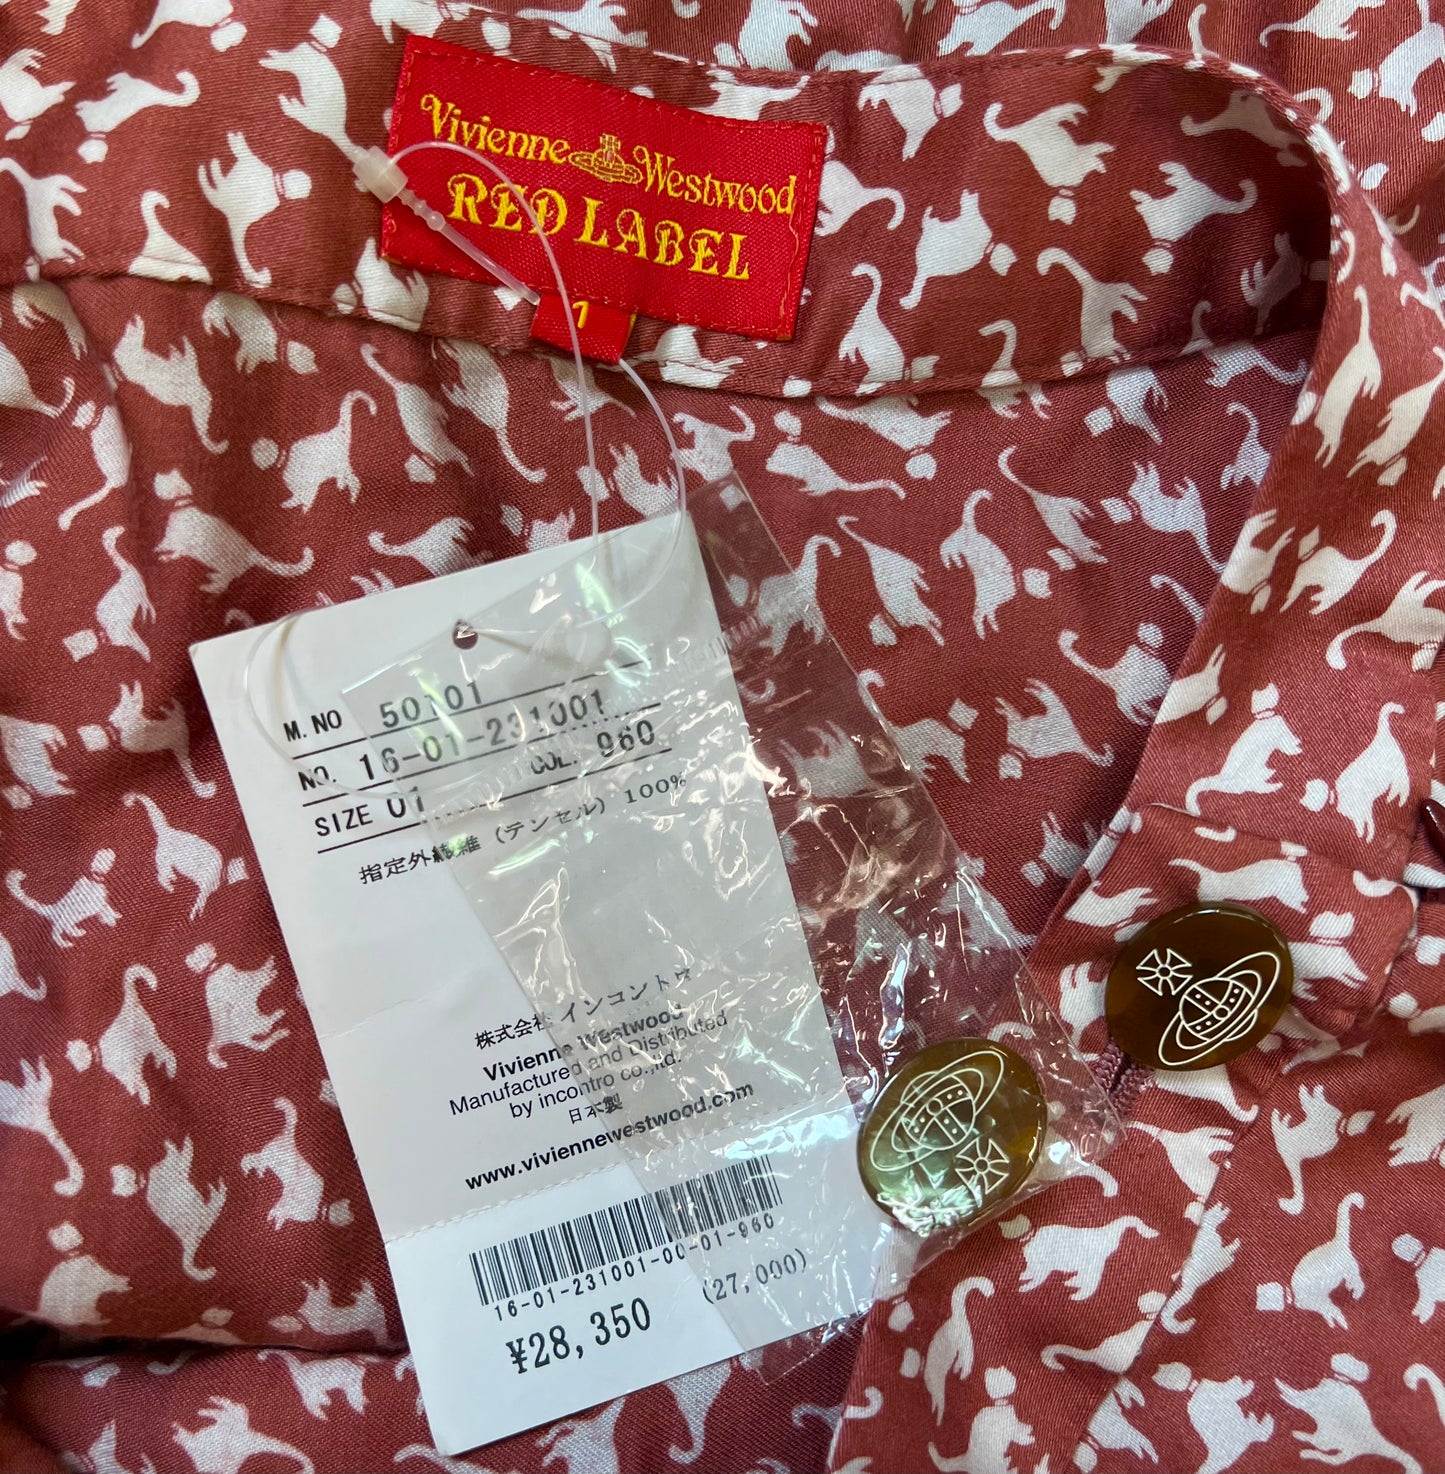 Vivienne Westwood
RED LABEL
1
M. NO 50101
NO. 16-01-231001
SIZE 01 COL. 960
指定外繊維 (テンセル) 100%
株式会社 インコントロ
Vivienne Westwood
Manufactured and Distributed
by incontro co.,ltd.
日本製
www.viviennewestwood.com
16-01-231001-00-01-960
¥28,350 (27,000)